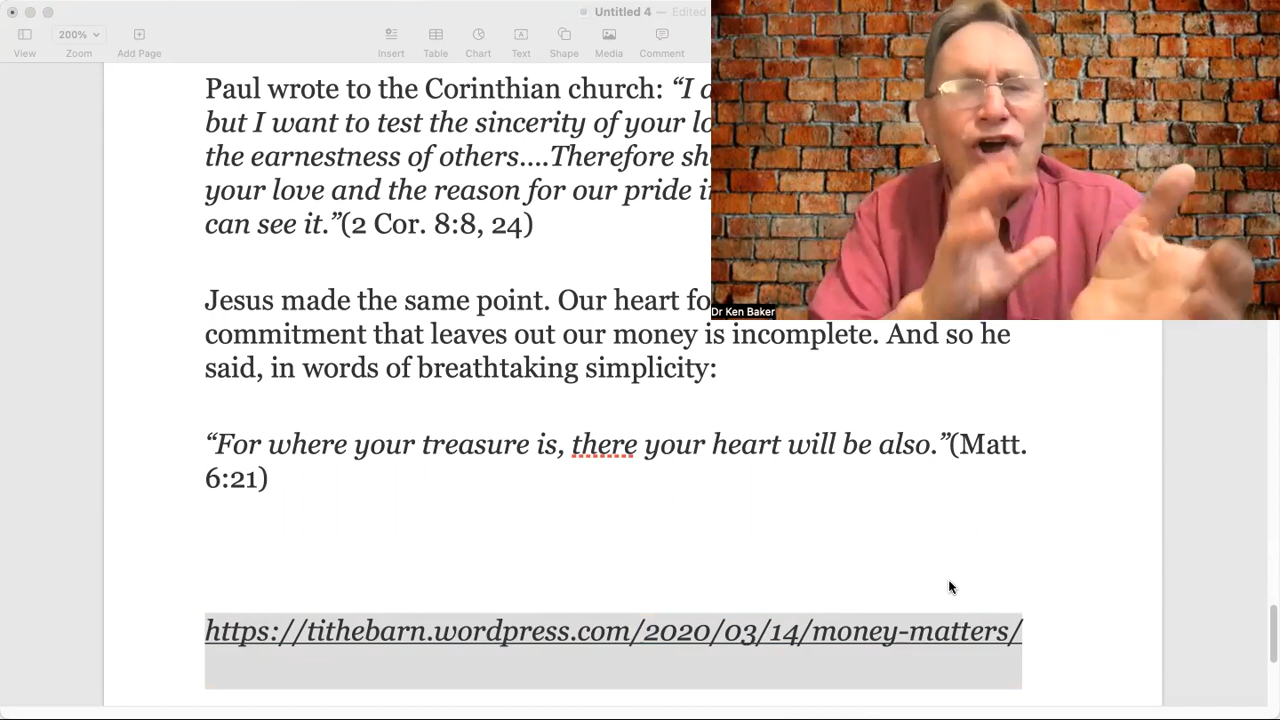 Untitled 4 — Edited
200%
View Zoom Add Page Insert Table Chart Text Shape Media Comment
Paul wrote to the Corinthian church: “I
but I want to test the sincerity of your
the earnestness of others....Therefore
your love and the reason for our pride
can see it.”(2 Cor. 8:8, 24)
Jesus made the same point. Our heart
commitment that leaves out our money is incomplete. And so he
said, in words of breathtaking simplicity:
“For where your treasure is, there your heart will be also.”(Matt.
6:21)
https://tithebarn.wordpress.com/2020/03/14/money-matters/
Dr Ken Baker